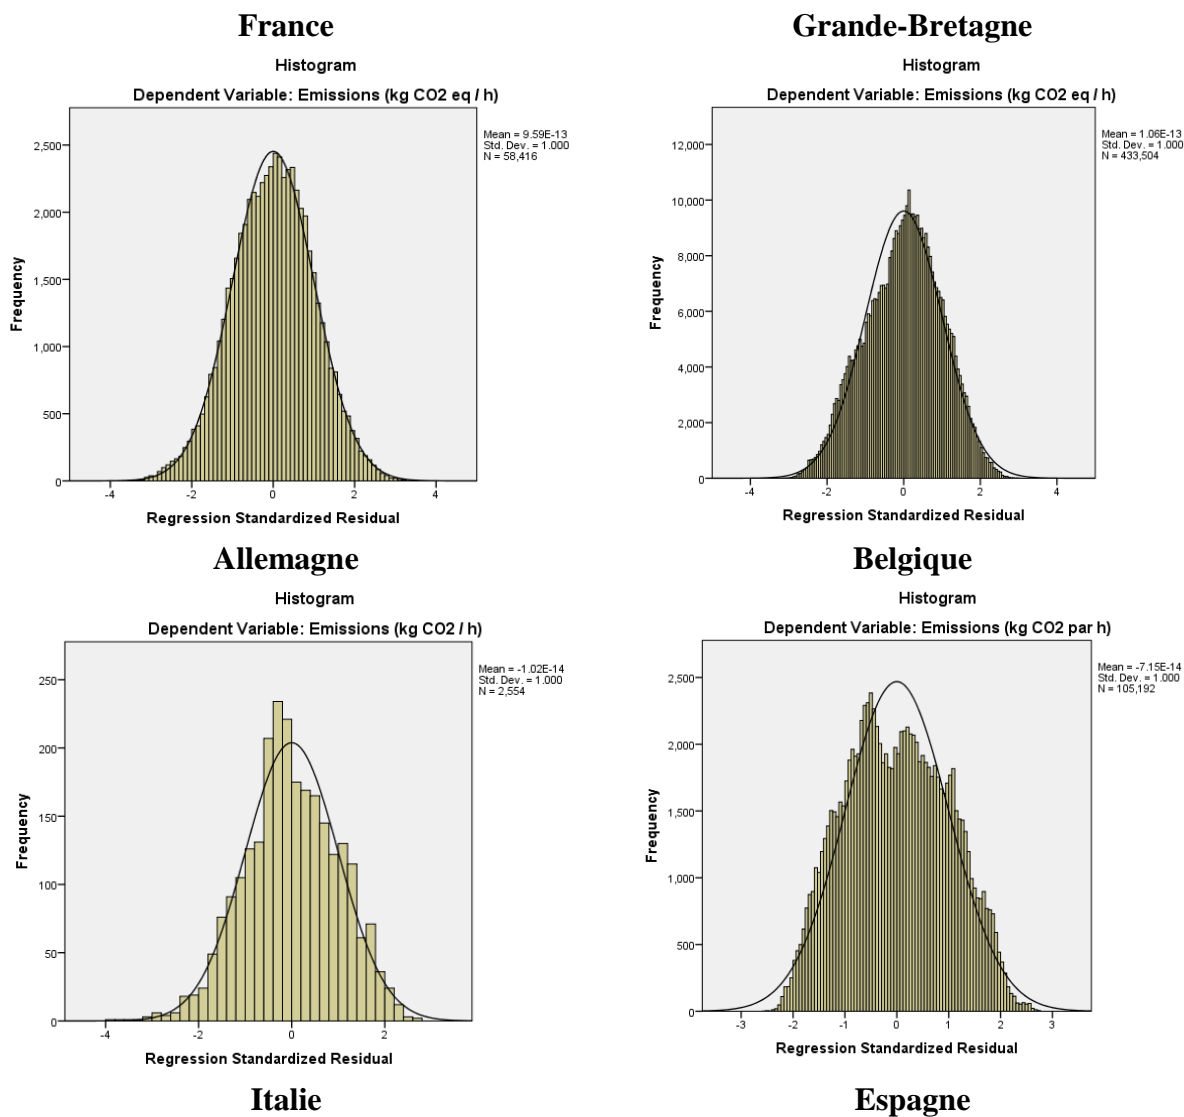 France
Histogram
Dependent Variable: Emissions (kg CO2 eq / h)
Mean = 9.59E-13
Std. Dev. = 1.000
N = 58,416
2,500
2,000
1,500
1,000
500
0
Frequency
-4 -2 0 2 4
Regression Standardized Residual
Grande-Bretagne
Histogram
Dependent Variable: Emissions (kg CO2 eq / h)
Mean = 1.06E-13
Std. Dev. = 1.000
N = 433,504
12,000
10,000
8,000
6,000
4,000
2,000
0
Frequency
-4 -2 0 2 4
Regression Standardized Residual
Allemagne
Histogram
Dependent Variable: Emissions (kg CO2 / h)
Mean = -1.02E-14
Std. Dev. = 1.000
N = 2,554
250
200
150
100
50
0
Frequency
-4 -2 0 2
Regression Standardized Residual
Belgique
Histogram
Dependent Variable: Emissions (kg CO2 par h)
Mean = -7.15E-14
Std. Dev. = 1.000
N = 105,192
2,500
2,000
1,500
1,000
500
0
Frequency
-3 -2 -1 0 1 2 3
Regression Standardized Residual
Italie
Espagne